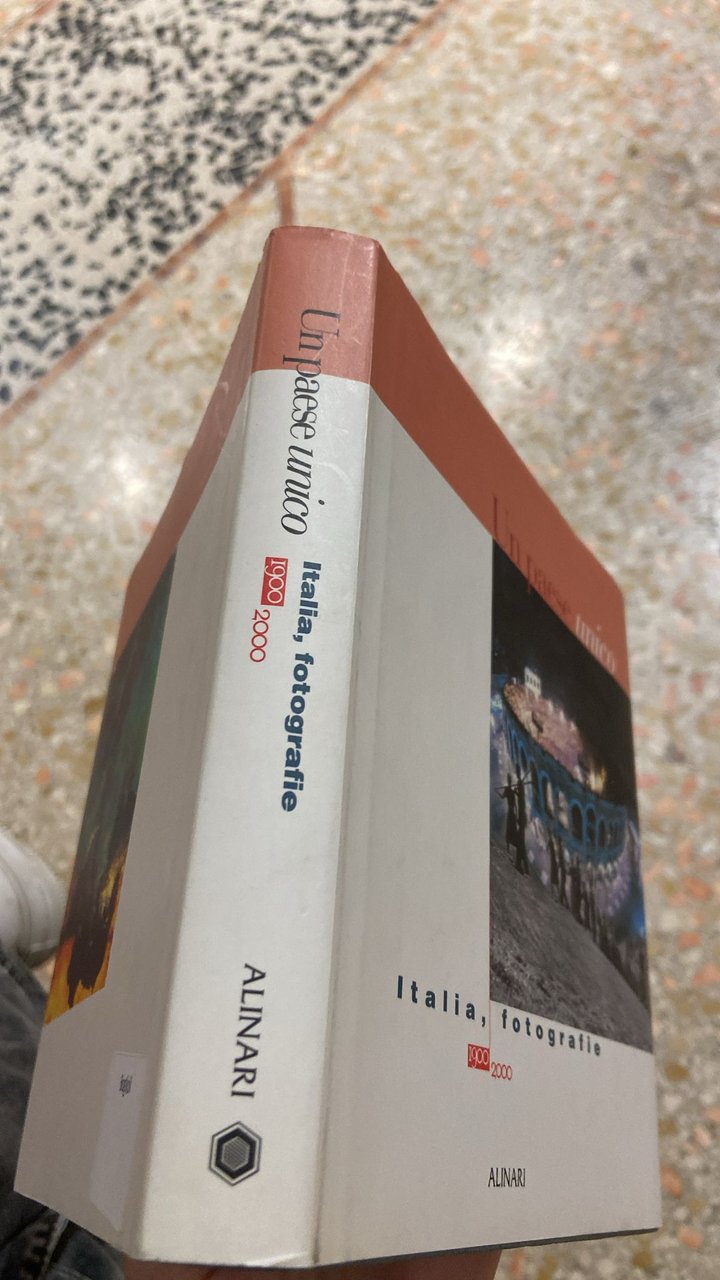 Un paese unico
Italia, fotografie
1900
2000
ALINARI
Un paese unico
Italia, fotografie
1900
2000
ALINARI